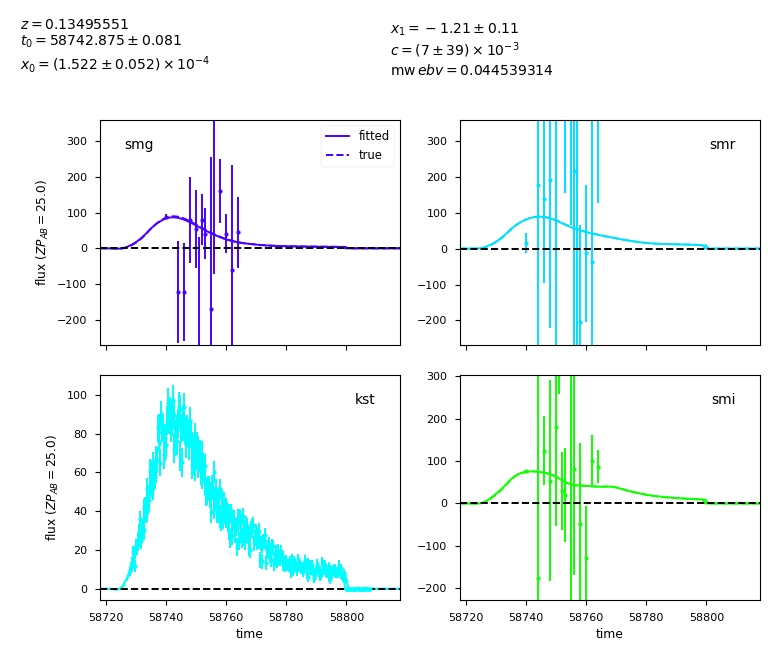 z = 0.13495551
t₀ = 58742.875 ± 0.081
x₀ = (1.522 ± 0.052) × 10⁻⁴
x₁ = −1.21 ± 0.11
c = (7 ± 39) × 10⁻³
mw ebv = 0.044539314
smg
fitted
true
300
200
100
0
−100
−200
flux (ZP_AB = 25.0)
smr
300
200
100
0
−100
−200
kst
100
80
60
40
20
0
flux (ZP_AB = 25.0)
58720 58740 58760 58780 58800
time
smi
300
200
100
0
−100
−200
58720 58740 58760 58780 58800
time